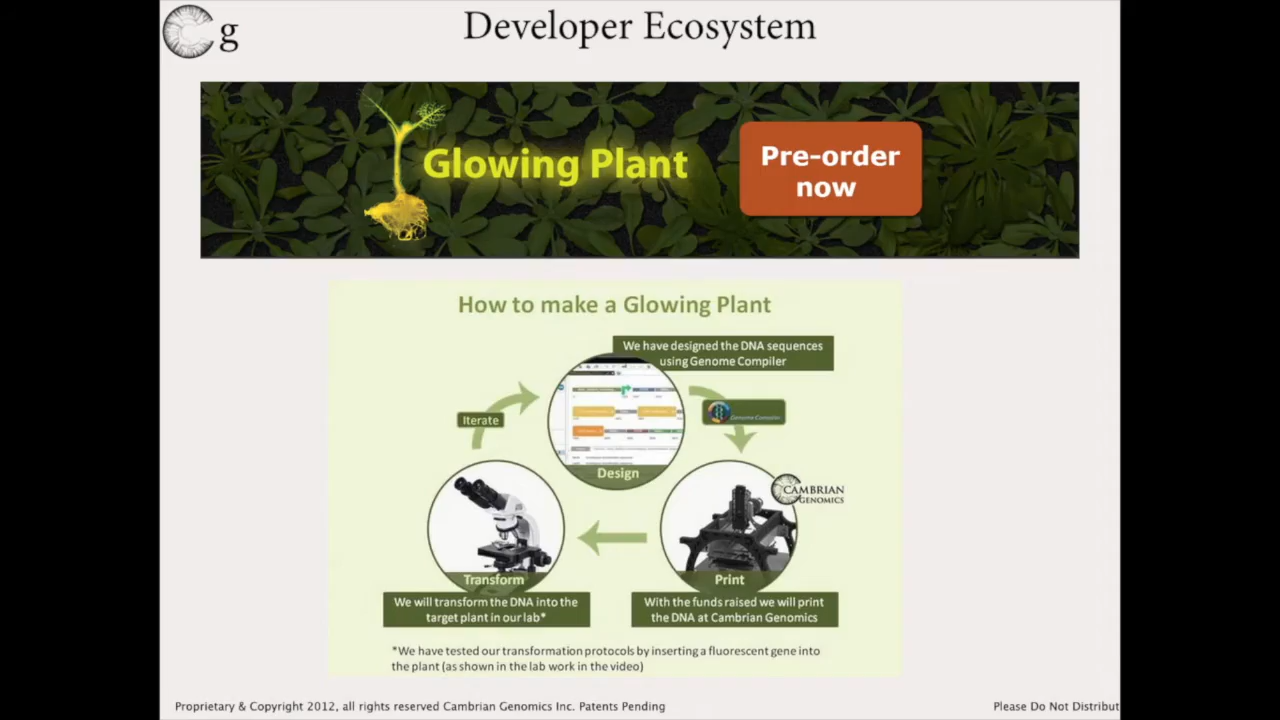 g
Developer Ecosystem
Glowing Plant
Pre-order
now
How to make a Glowing Plant
We have designed the DNA sequences
using Genome Compiler
Iterate
Genome Compiler
Design
CAMBRIAN
GENOMICS
Transform
Print
We will transform the DNA into the
target plant in our lab*
With the funds raised we will print
the DNA at Cambrian Genomics
*We have tested our transformation protocols by inserting a fluorescent gene into
the plant (as shown in the lab work in the video)
Proprietary & Copyright 2012, all rights reserved Cambrian Genomics Inc. Patents Pending
Please Do Not Distribut